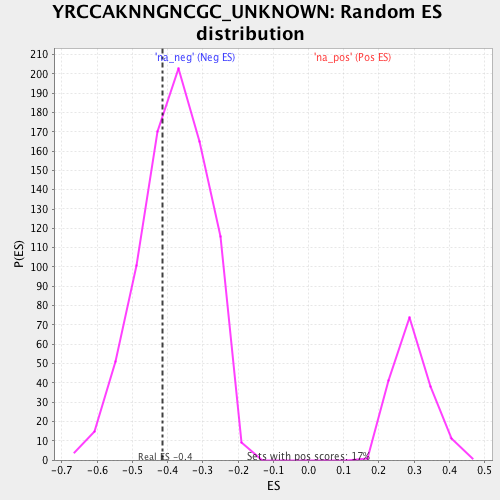 YRCCAKNNGNCGC_UNKNOWN: Random ES
distribution
'na_neg' (Neg ES)
'na_pos' (Pos ES)
210
200
190
180
170
160
150
140
130
120
110
100
90
80
70
60
50
40
30
20
10
0
P(ES)
Real ES -0.4
Sets with pos scores: 17%
-0.7 -0.6 -0.5 -0.4 -0.3 -0.2 -0.1 0.0 0.1 0.2 0.3 0.4 0.5
ES